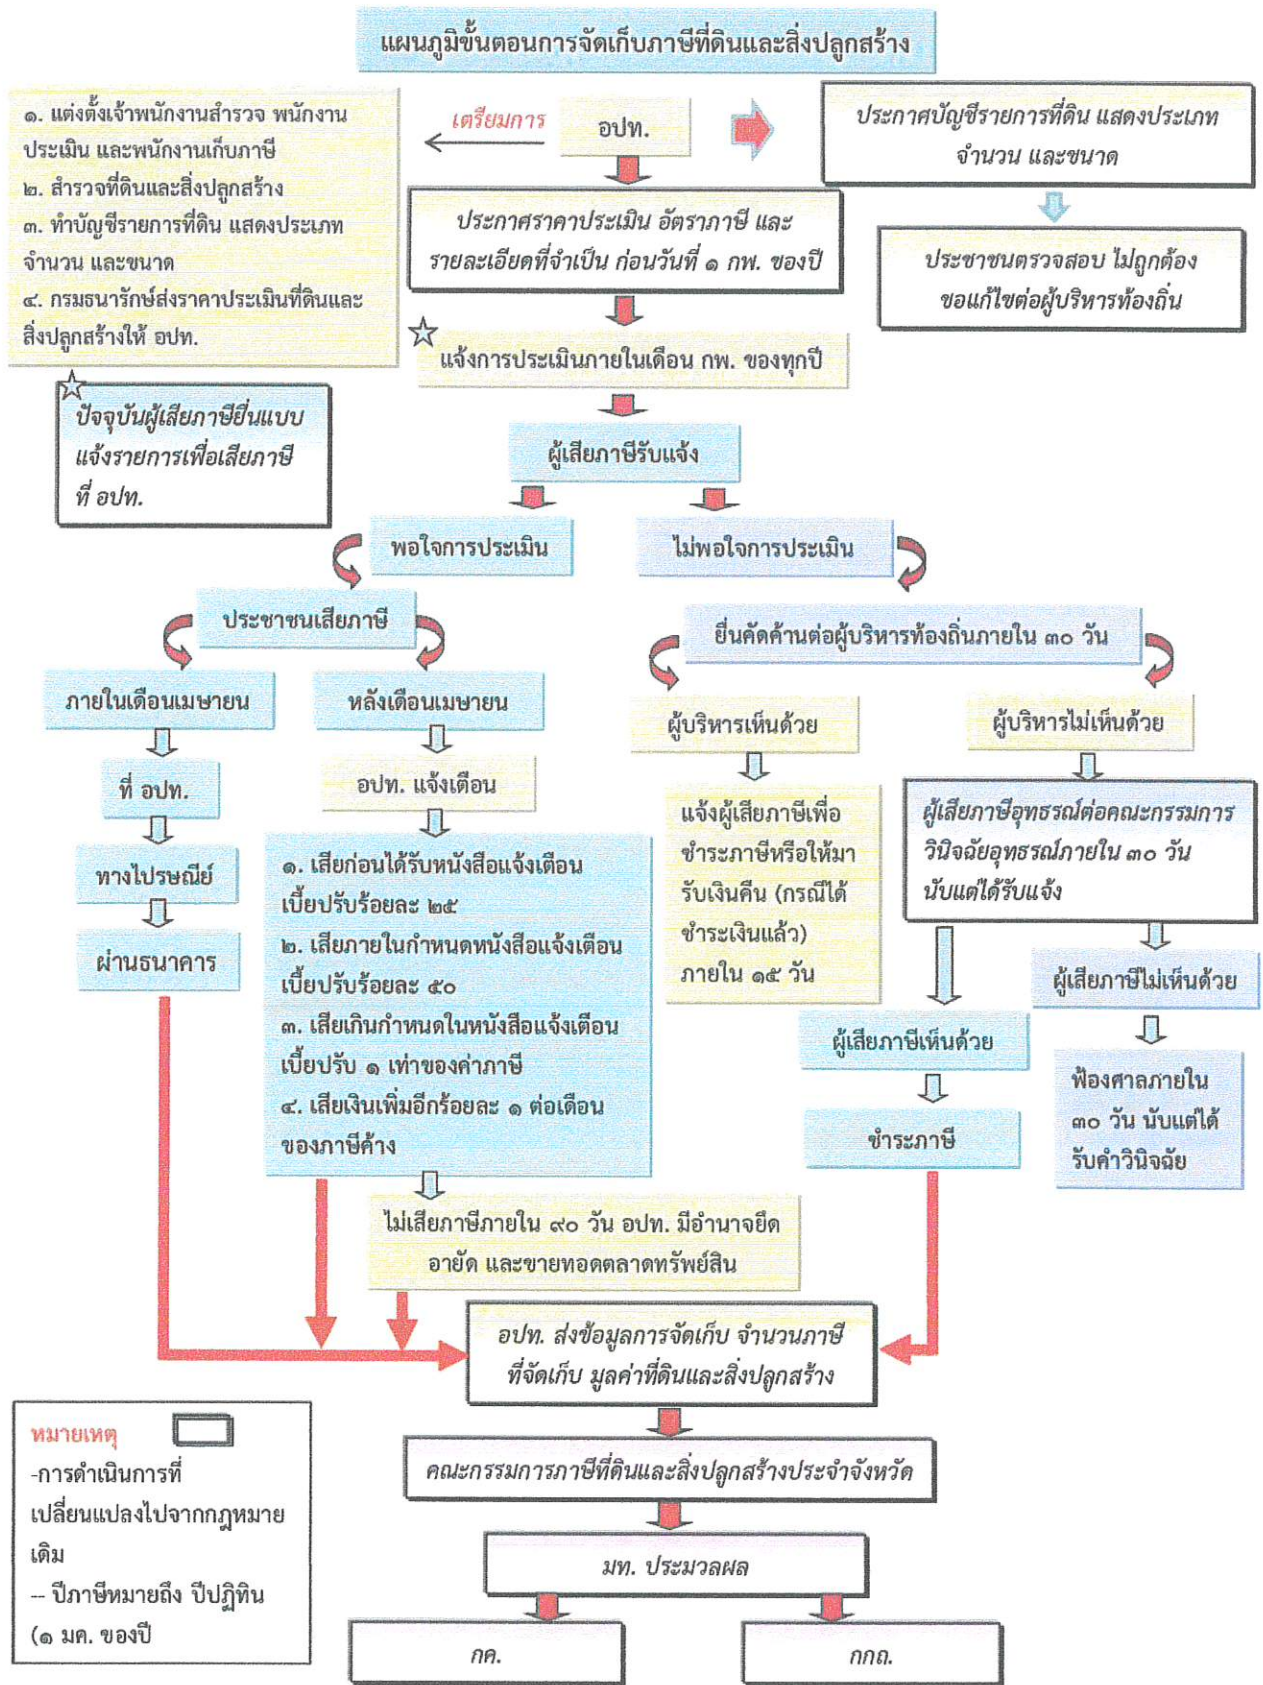 แผนภูมิขั้นตอนการจัดเก็บภาษีที่ดินและสิ่งปลูกสร้าง
๑. แต่งตั้งเจ้าพนักงานสำรวจ พนักงาน
ประเมิน และพนักงานเก็บภาษี
๒. สำรวจที่ดินและสิ่งปลูกสร้าง
๓. ทำบัญชีรายการที่ดิน แสดงประเภท
จำนวน และขนาด
๔. กรมธนารักษ์ส่งราคาประเมินที่ดินและ
สิ่งปลูกสร้างให้ อปท.
เตรียมการ
อปท.
ประกาศบัญชีรายการที่ดิน แสดงประเภท
จำนวน และขนาด
ประกาศราคาประเมิน อัตราภาษี และ
รายละเอียดที่จำเป็น ก่อนวันที่ ๑ กพ. ของปี
ประชาชนตรวจสอบ ไม่ถูกต้อง
ขอแก้ไขต่อผู้บริหารท้องถิ่น
แจ้งการประเมินภายในเดือน กพ. ของทุกปี
ปัจจุบันผู้เสียภาษียื่นแบบ
แจ้งรายการเพื่อเสียภาษี
ที่ อปท.
ผู้เสียภาษีรับแจ้ง
พอใจการประเมิน
ไม่พอใจการประเมิน
ประชาชนเสียภาษี
ยื่นคัดค้านต่อผู้บริหารท้องถิ่นภายใน ๓๐ วัน
ภายในเดือนเมษายน
หลังเดือนเมษายน
ผู้บริหารเห็นด้วย
ผู้บริหารไม่เห็นด้วย
ที่ อปท.
อปท. แจ้งเตือน
ทางไปรษณีย์
ผ่านธนาคาร
๑. เสียก่อนได้รับหนังสือแจ้งเตือน
เบี้ยปรับร้อยละ ๒๕
๒. เสียภายในกำหนดหนังสือแจ้งเตือน
เบี้ยปรับร้อยละ ๕๐
๓. เสียเกินกำหนดในหนังสือแจ้งเตือน
เบี้ยปรับ ๑ เท่าของค่าภาษี
๔. เสียเงินเพิ่มอีกร้อยละ ๑ ต่อเดือน
ของภาษีค้าง
แจ้งผู้เสียภาษีเพื่อ
ชำระภาษีหรือให้มา
รับเงินคืน (กรณีได้
ชำระเงินแล้ว)
ภายใน ๑๕ วัน
ผู้เสียภาษีอุทธรณ์ต่อคณะกรรมการ
วินิจฉัยอุทธรณ์ภายใน ๓๐ วัน
นับแต่ได้รับแจ้ง
ผู้เสียภาษีไม่เห็นด้วย
ผู้เสียภาษีเห็นด้วย
ฟ้องศาลภายใน
๓๐ วัน นับแต่ได้
รับคำวินิจฉัย
ชำระภาษี
ไม่เสียภาษีภายใน ๙๐ วัน อปท. มีอำนาจยึด
อายัด และขายทอดตลาดทรัพย์สิน
อปท. ส่งข้อมูลการจัดเก็บ จำนวนภาษี
ที่จัดเก็บ มูลค่าที่ดินและสิ่งปลูกสร้าง
คณะกรรมการภาษีที่ดินและสิ่งปลูกสร้างประจำจังหวัด
มท. ประมวลผล
กค.
กกถ.
หมายเหตุ
-การดำเนินการที่
เปลี่ยนแปลงไปจากกฎหมาย
เดิม
-- ปีภาษีหมายถึง ปีปฏิทิน
(๑ มค. ของปี